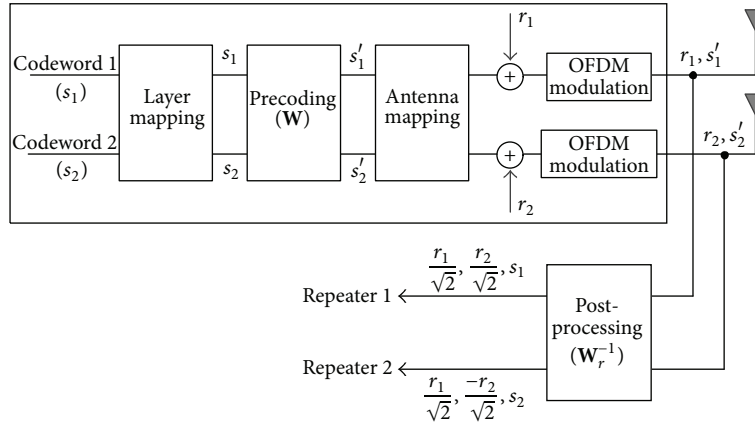 r₁
Codeword 1
(s₁)
Codeword 2
(s₂)
Layer
mapping
s₁
s₂
Precoding
(W)
s′₁
s′₂
Antenna
mapping
+
+
r₂
OFDM
modulation
OFDM
modulation
r₁, s′₁
r₂, s′₂
r₁/√2, r₂/√2, s₁
Repeater 1
Post-
processing
(Wᵣ⁻¹)
Repeater 2
r₁/√2, −r₂/√2, s₂